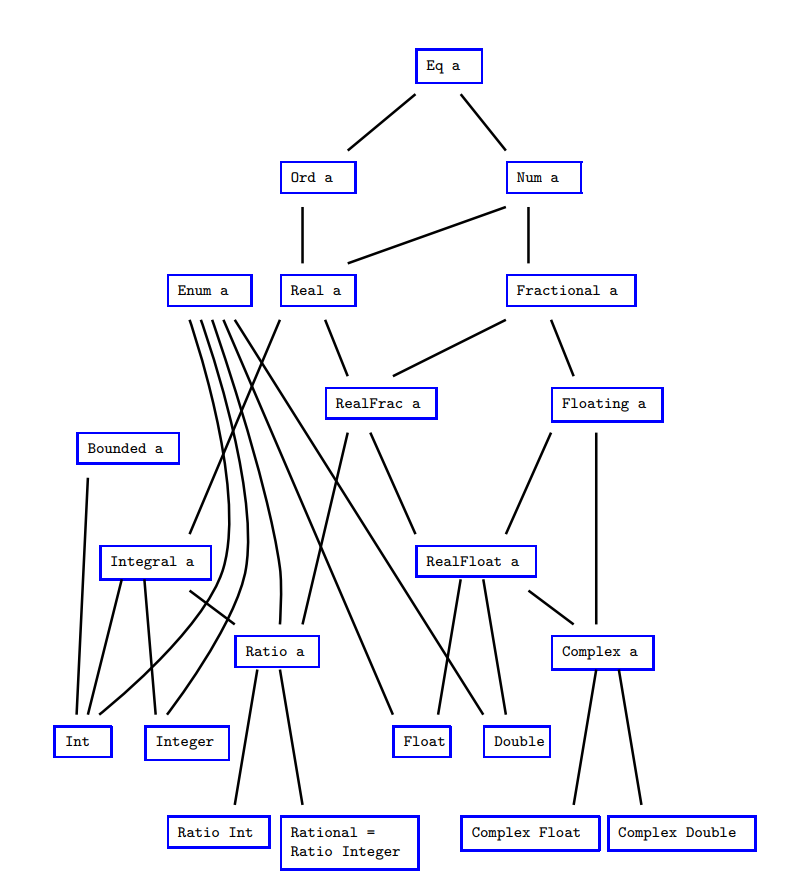 Eq a
Ord a
Num a
Enum a
Real a
Fractional a
RealFrac a
Floating a
Bounded a
Integral a
RealFloat a
Ratio a
Complex a
Int
Integer
Float
Double
Ratio Int
Rational =
Ratio Integer
Complex Float
Complex Double